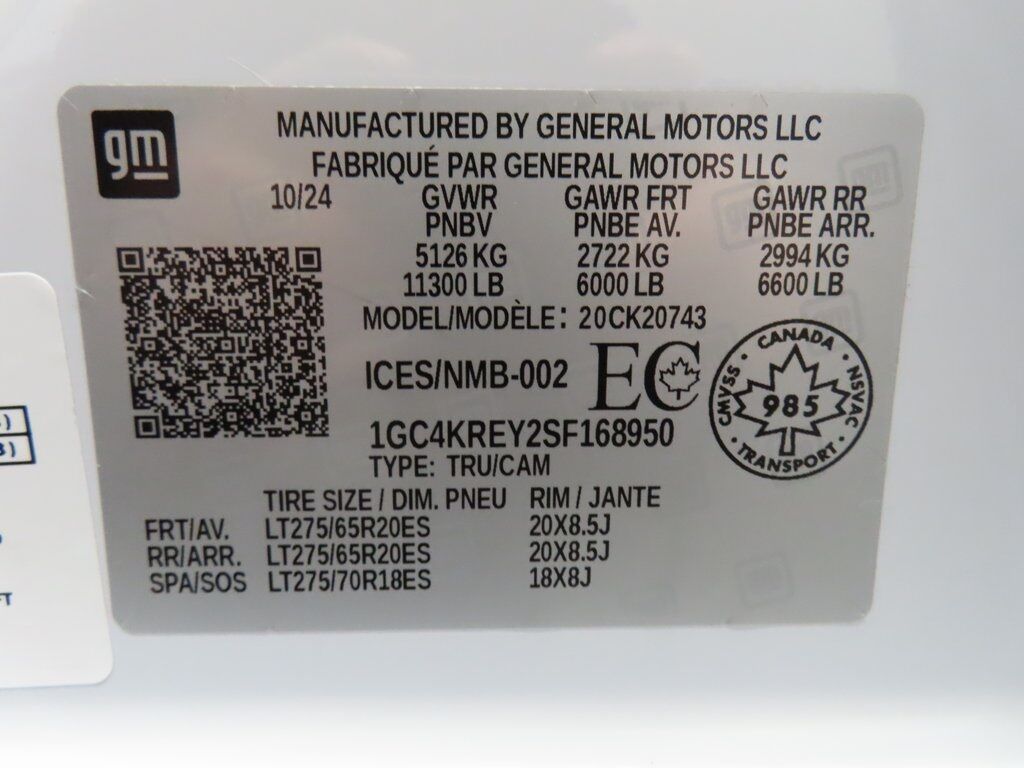 gm
MANUFACTURED BY GENERAL MOTORS LLC
FABRIQUÉ PAR GENERAL MOTORS LLC
10/24 GVWR GAWR FRT GAWR RR
PNBV PNBE AV. PNBE ARR.
5126 KG 2722 KG 2994 KG
11300 LB 6000 LB 6600 LB
MODEL/MODÈLE: 20CK20743
ICES/NMB-002 EC
CANADA
CMVSS 985 NSVAC
TRANSPORT
1GC4KREY2SF168950
TYPE: TRU/CAM
TIRE SIZE / DIM. PNEU RIM / JANTE
FRT/AV. LT275/65R20ES 20X8.5J
RR/ARR. LT275/65R20ES 20X8.5J
SPA/SOS LT275/70R18ES 18X8J